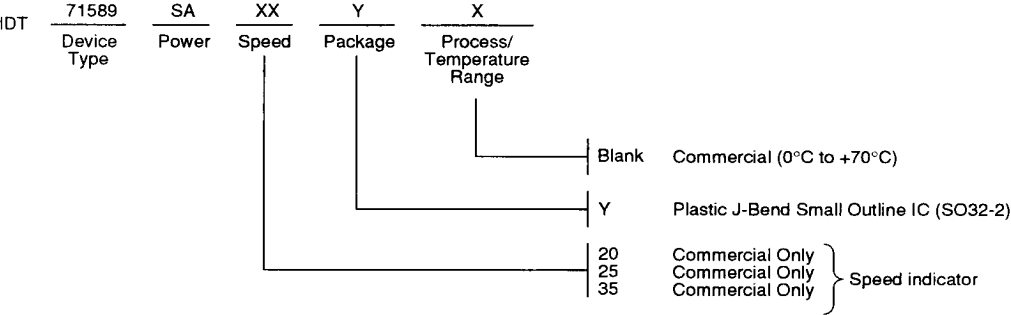 IDT 71589 SA XX Y X
Device Type Power Speed Package Process/ Temperature Range
Blank Commercial (0°C to +70°C)
Y Plastic J-Bend Small Outline IC (SO32-2)
20 Commercial Only
25 Commercial Only
35 Commercial Only
Speed indicator